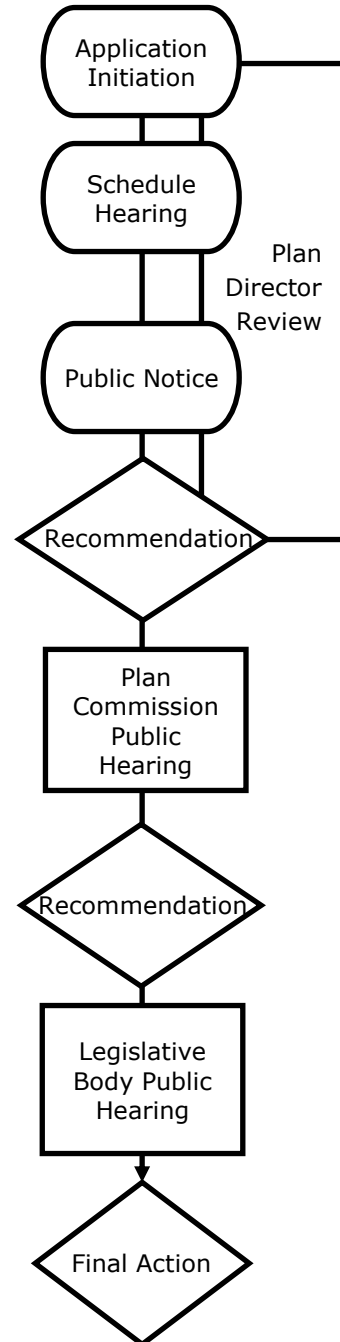 Application
Initiation
Schedule
Hearing
Plan
Director
Review
Public Notice
Recommendation
Plan
Commission
Public
Hearing
Recommendation
Legislative
Body Public
Hearing
Final Action